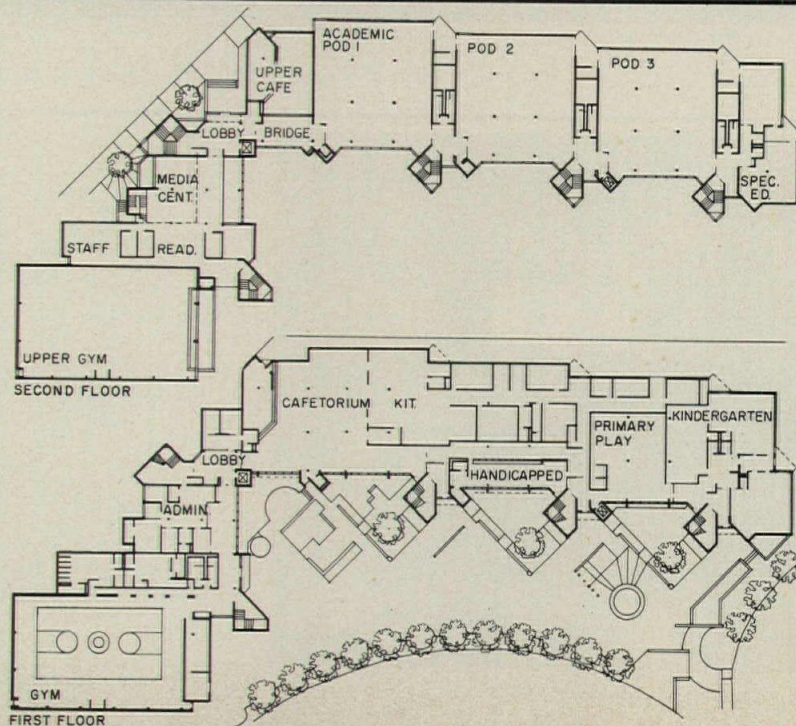 ACADEMIC
POD 1
POD 2
POD 3
UPPER
CAFE
LOBBY
BRIDGE
MEDIA
CENT.
SPEC.
ED.
STAFF
READ.
UPPER GYM
SECOND FLOOR
CAFETORIUM
KIT.
PRIMARY
PLAY
KINDERGARTEN
LOBBY
HANDICAPPED
ADMIN
GYM
FIRST FLOOR